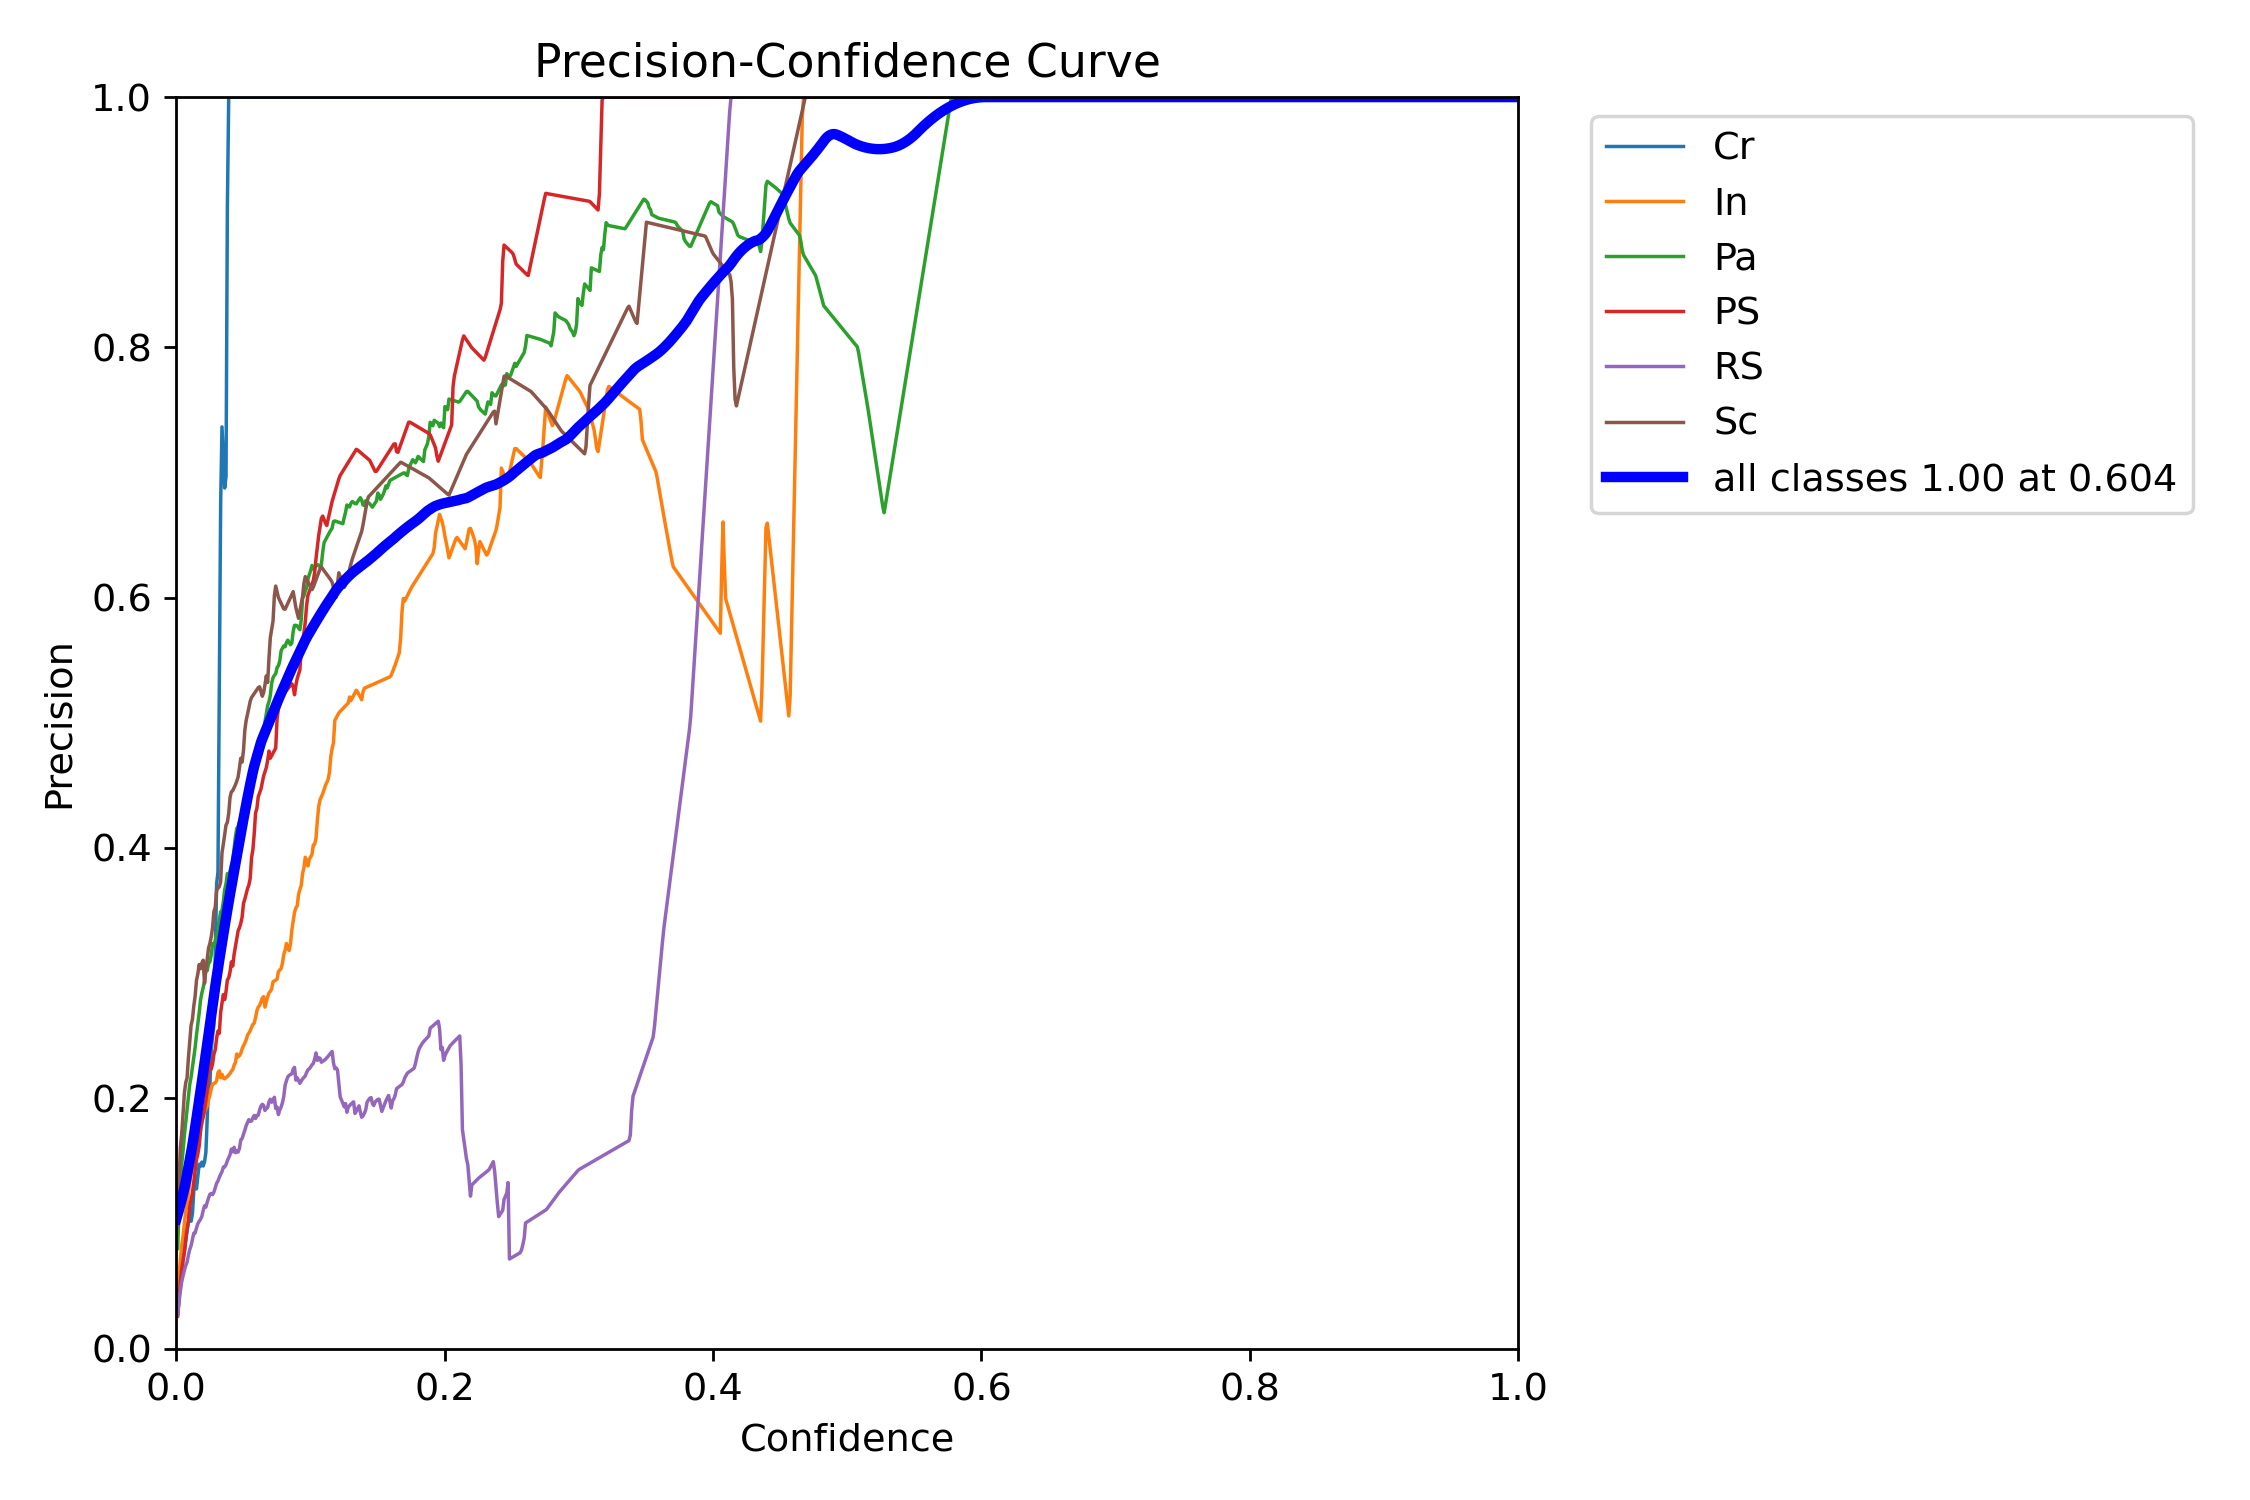 Precision-Confidence Curve
1.0
0.8
0.6
0.4
0.2
0.0
Precision
0.0 0.2 0.4 0.6 0.8 1.0
Confidence
Cr
In
Pa
PS
RS
Sc
all classes 1.00 at 0.604